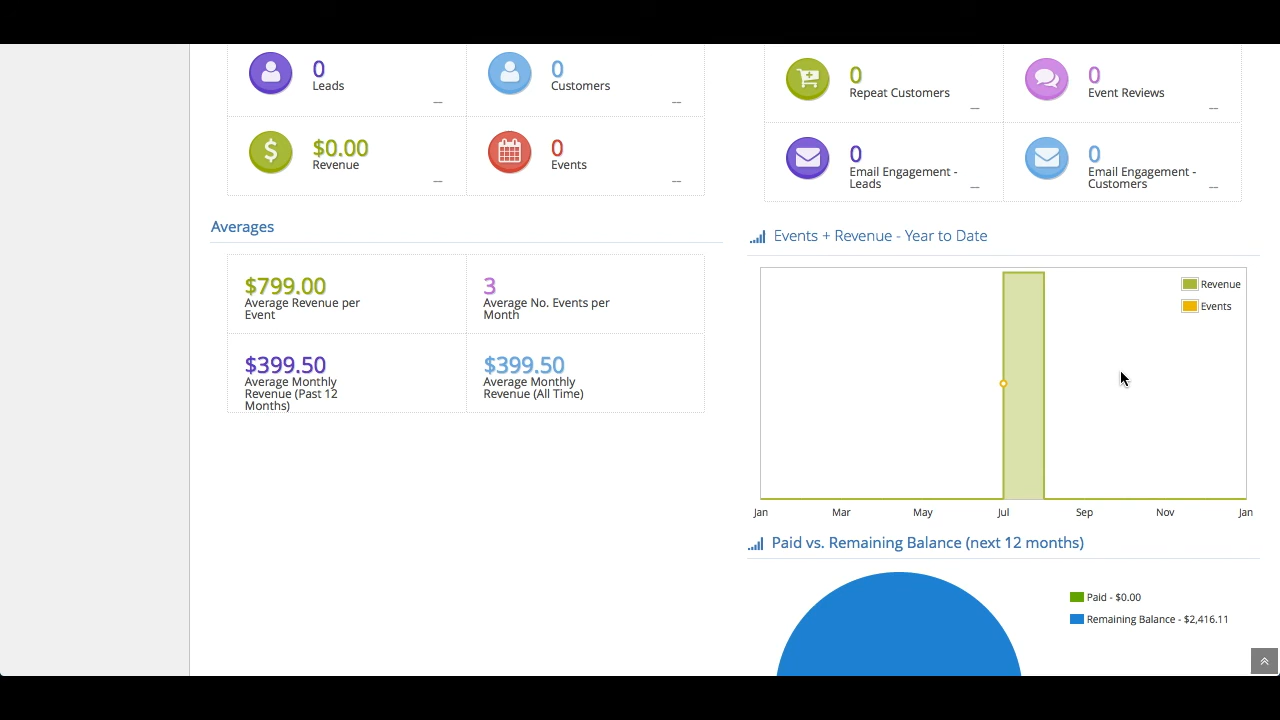 0
Leads
--
0
Customers
--
$0.00
Revenue
--
0
Events
--
0
Repeat Customers
--
0
Event Reviews
--
0
Email Engagement -
Leads
--
0
Email Engagement -
Customers
--
Averages
$799.00
Average Revenue per
Event
3
Average No. Events per
Month
$399.50
Average Monthly
Revenue (Past 12
Months)
$399.50
Average Monthly
Revenue (All Time)
Events + Revenue - Year to Date
Revenue
Events
Jan Mar May Jul Sep Nov Jan
Paid vs. Remaining Balance (next 12 months)
Paid - $0.00
Remaining Balance - $2,416.11